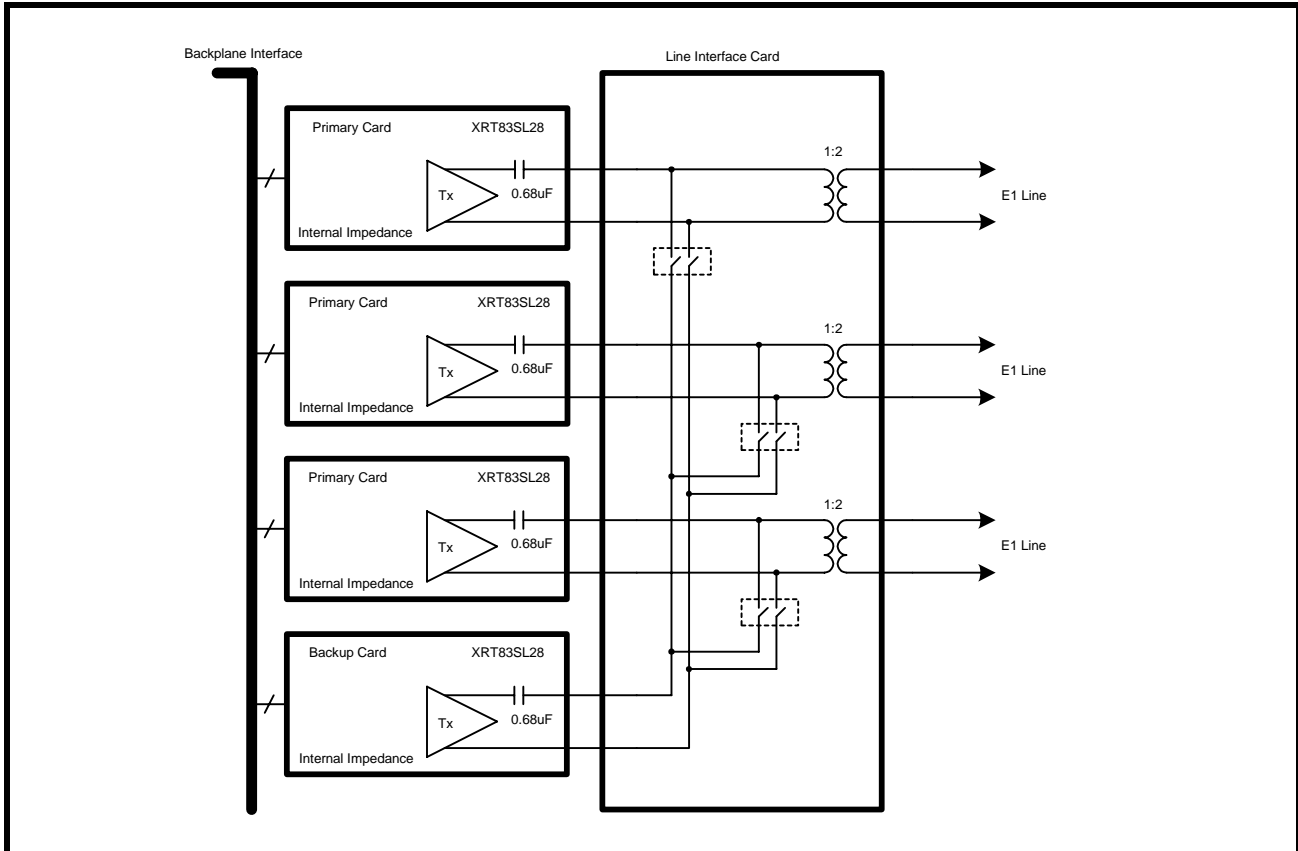 Backplane Interface
Line Interface Card
Primary Card XRT83SL28
Tx
0.68uF
Internal Impedance
1:2
E1 Line
Primary Card XRT83SL28
Tx
0.68uF
Internal Impedance
1:2
E1 Line
Primary Card XRT83SL28
Tx
0.68uF
Internal Impedance
1:2
E1 Line
Backup Card XRT83SL28
Tx
0.68uF
Internal Impedance